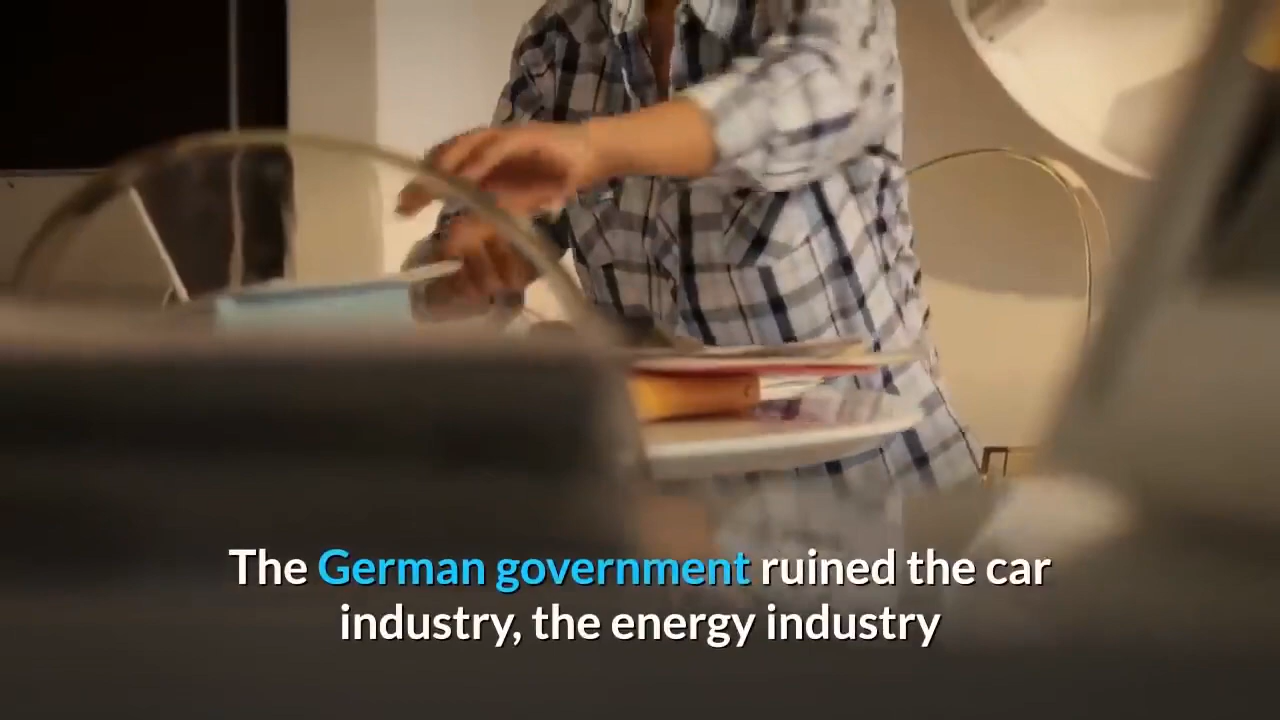 The German government ruined the car
industry, the energy industry